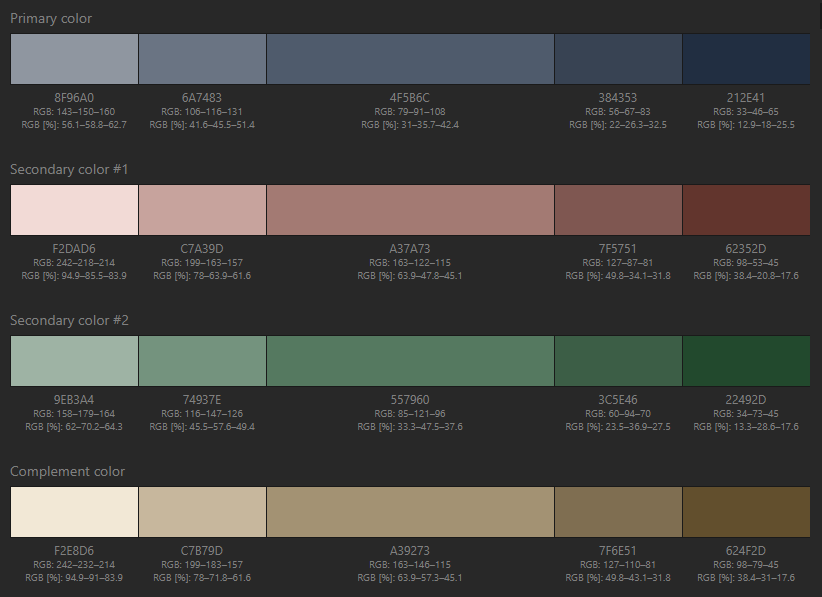 Primary color
8F96A0 6A7483 4F5B6C 384353 212E41
RGB: 143–150–160 RGB: 106–116–131 RGB: 79–91–108 RGB: 56–67–83 RGB: 33–46–65
RGB [%]: 56.1–58.8–62.7 RGB [%]: 41.6–45.5–51.4 RGB [%]: 31–35.7–42.4 RGB [%]: 22–26.3–32.5 RGB [%]: 12.9–18–25.5
Secondary color #1
F2DAD6 C7A39D A37A73 7F5751 62352D
RGB: 242–218–214 RGB: 199–163–157 RGB: 163–122–115 RGB: 127–87–81 RGB: 98–53–45
RGB [%]: 94.9–85.5–83.9 RGB [%]: 78–63.9–61.6 RGB [%]: 63.9–47.8–45.1 RGB [%]: 49.8–34.1–31.8 RGB [%]: 38.4–20.8–17.6
Secondary color #2
9EB3A4 74937E 557960 3C5E46 22492D
RGB: 158–179–164 RGB: 116–147–126 RGB: 85–121–96 RGB: 60–94–70 RGB: 34–73–45
RGB [%]: 62–70.2–64.3 RGB [%]: 45.5–57.6–49.4 RGB [%]: 33.3–47.5–37.6 RGB [%]: 23.5–36.9–27.5 RGB [%]: 13.3–28.6–17.6
Complement color
F2E8D6 C7B79D A39273 7F6E51 624F2D
RGB: 242–232–214 RGB: 199–183–157 RGB: 163–146–115 RGB: 127–110–81 RGB: 98–79–45
RGB [%]: 94.9–91–83.9 RGB [%]: 78–71.8–61.6 RGB [%]: 63.9–57.3–45.1 RGB [%]: 49.8–43.1–31.8 RGB [%]: 38.4–31–17.6